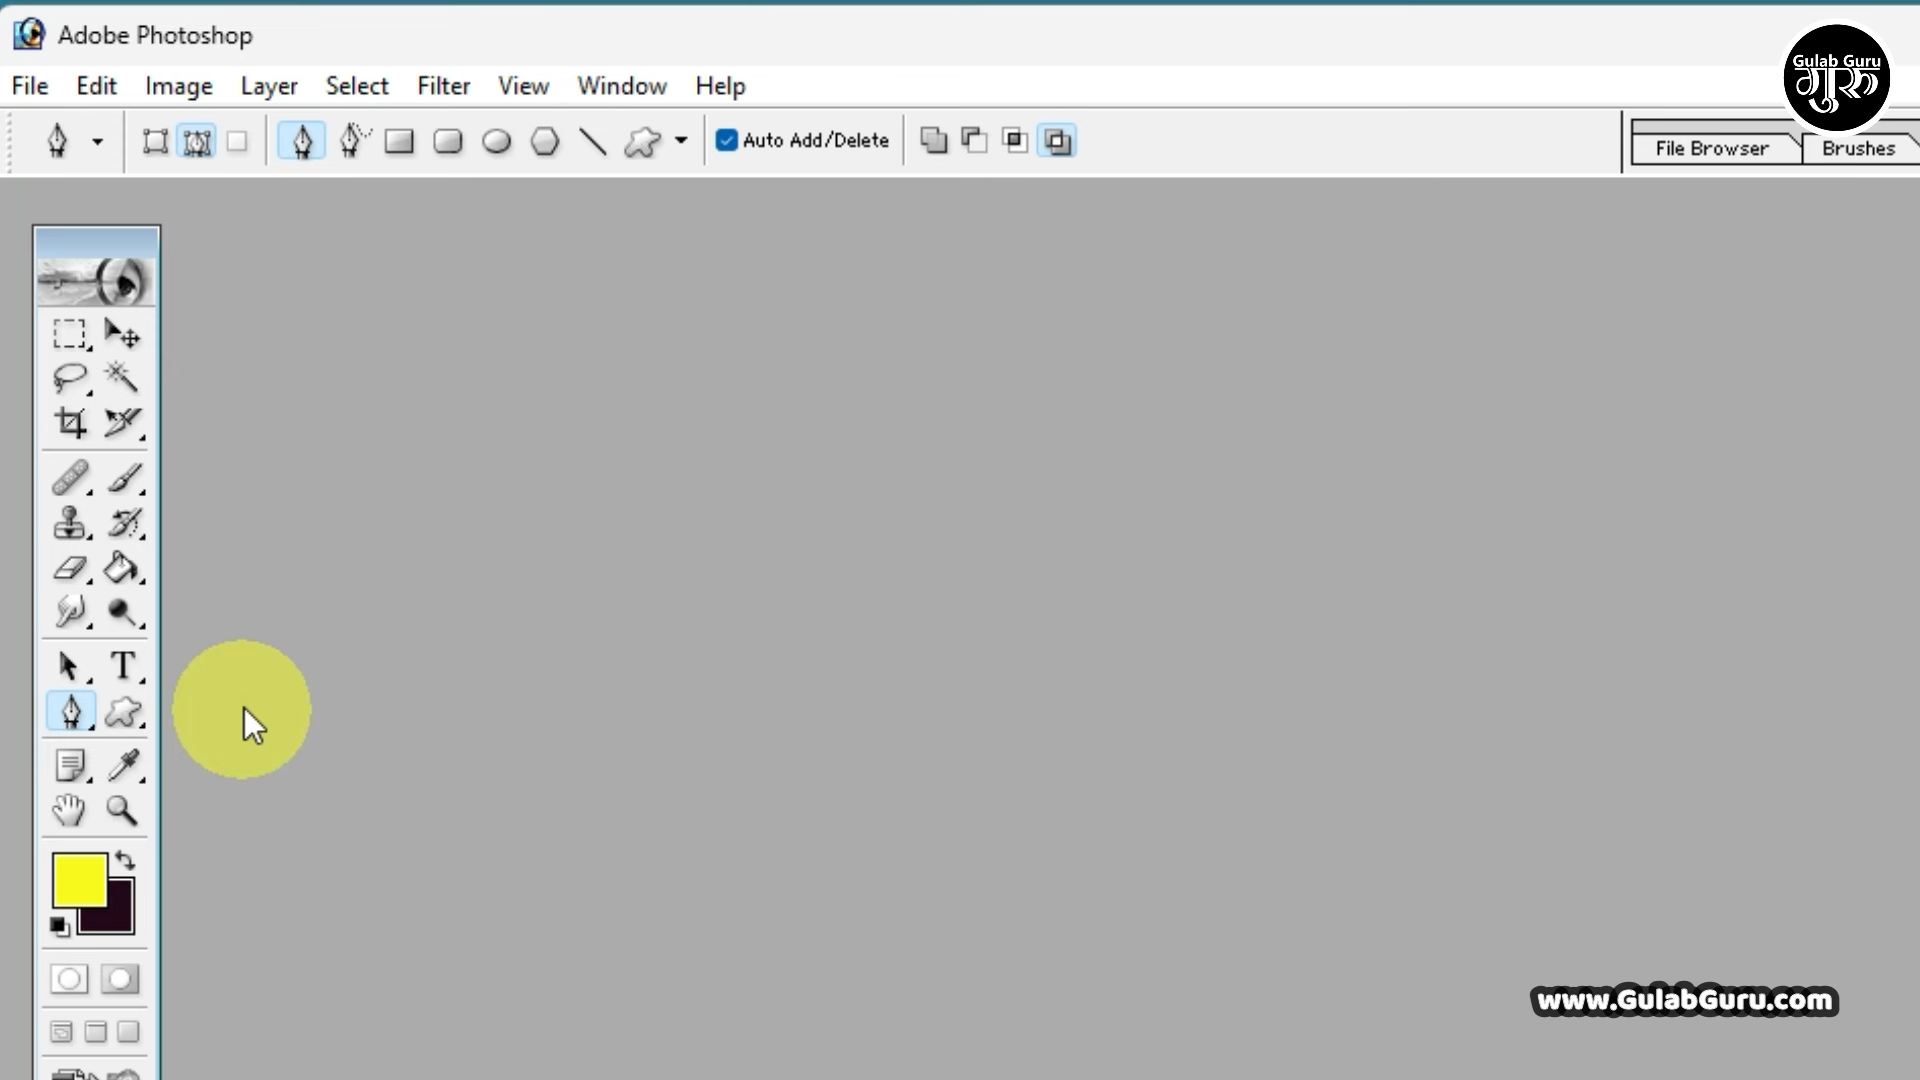 Adobe Photoshop
File Edit Image Layer Select Filter View Window Help
Auto Add/Delete
File Browser
Brushes
Gulab Guru
गुरू
T
www.GulabGuru.com